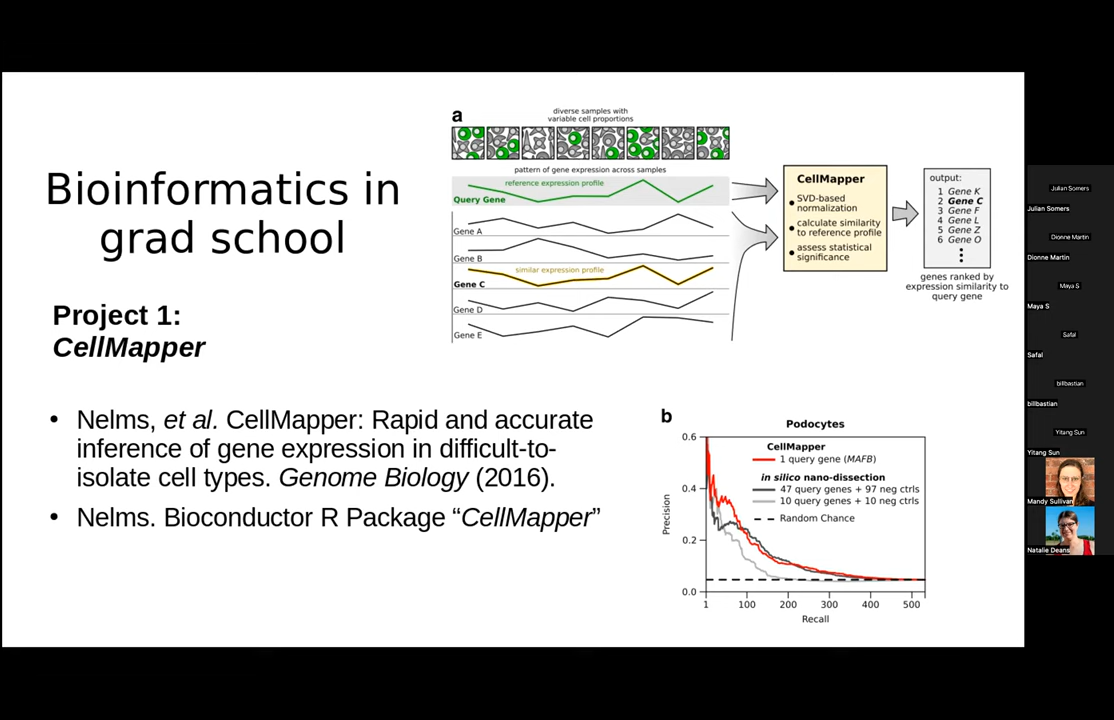 Bioinformatics in
grad school
Project 1:
CellMapper
• Nelms, et al. CellMapper: Rapid and accurate
inference of gene expression in difficult-to-
isolate cell types. Genome Biology (2016).
• Nelms. Bioconductor R Package “CellMapper”
a
diverse samples with
variable cell proportions
pattern of gene expression across samples
reference expression profile
Query Gene
Gene A
Gene B
similar expression profile
Gene C
Gene D
Gene E
CellMapper
• SVD-based
normalization
• calculate similarity
to reference profile
• assess statistical
significance
output:
1 Gene K
2 Gene C
3 Gene F
4 Gene L
5 Gene Z
6 Gene O
genes ranked by
expression similarity to
query gene
b
Podocytes
CellMapper
1 query gene (MAFB)
in silico nano-dissection
47 query genes + 97 neg ctrls
10 query genes + 10 neg ctrls
Random Chance
Precision
0.6
0.4
0.2
0.0
1 100 200 300 400 500
Recall
Julian Somers
Julian Somers
Dionne Martin
Dionne Martin
Maya S
Maya S
Safal
Safal
billbastian
billbastian
Yitang Sun
Yitang Sun
Mandy Sullivan
Natalie Deans